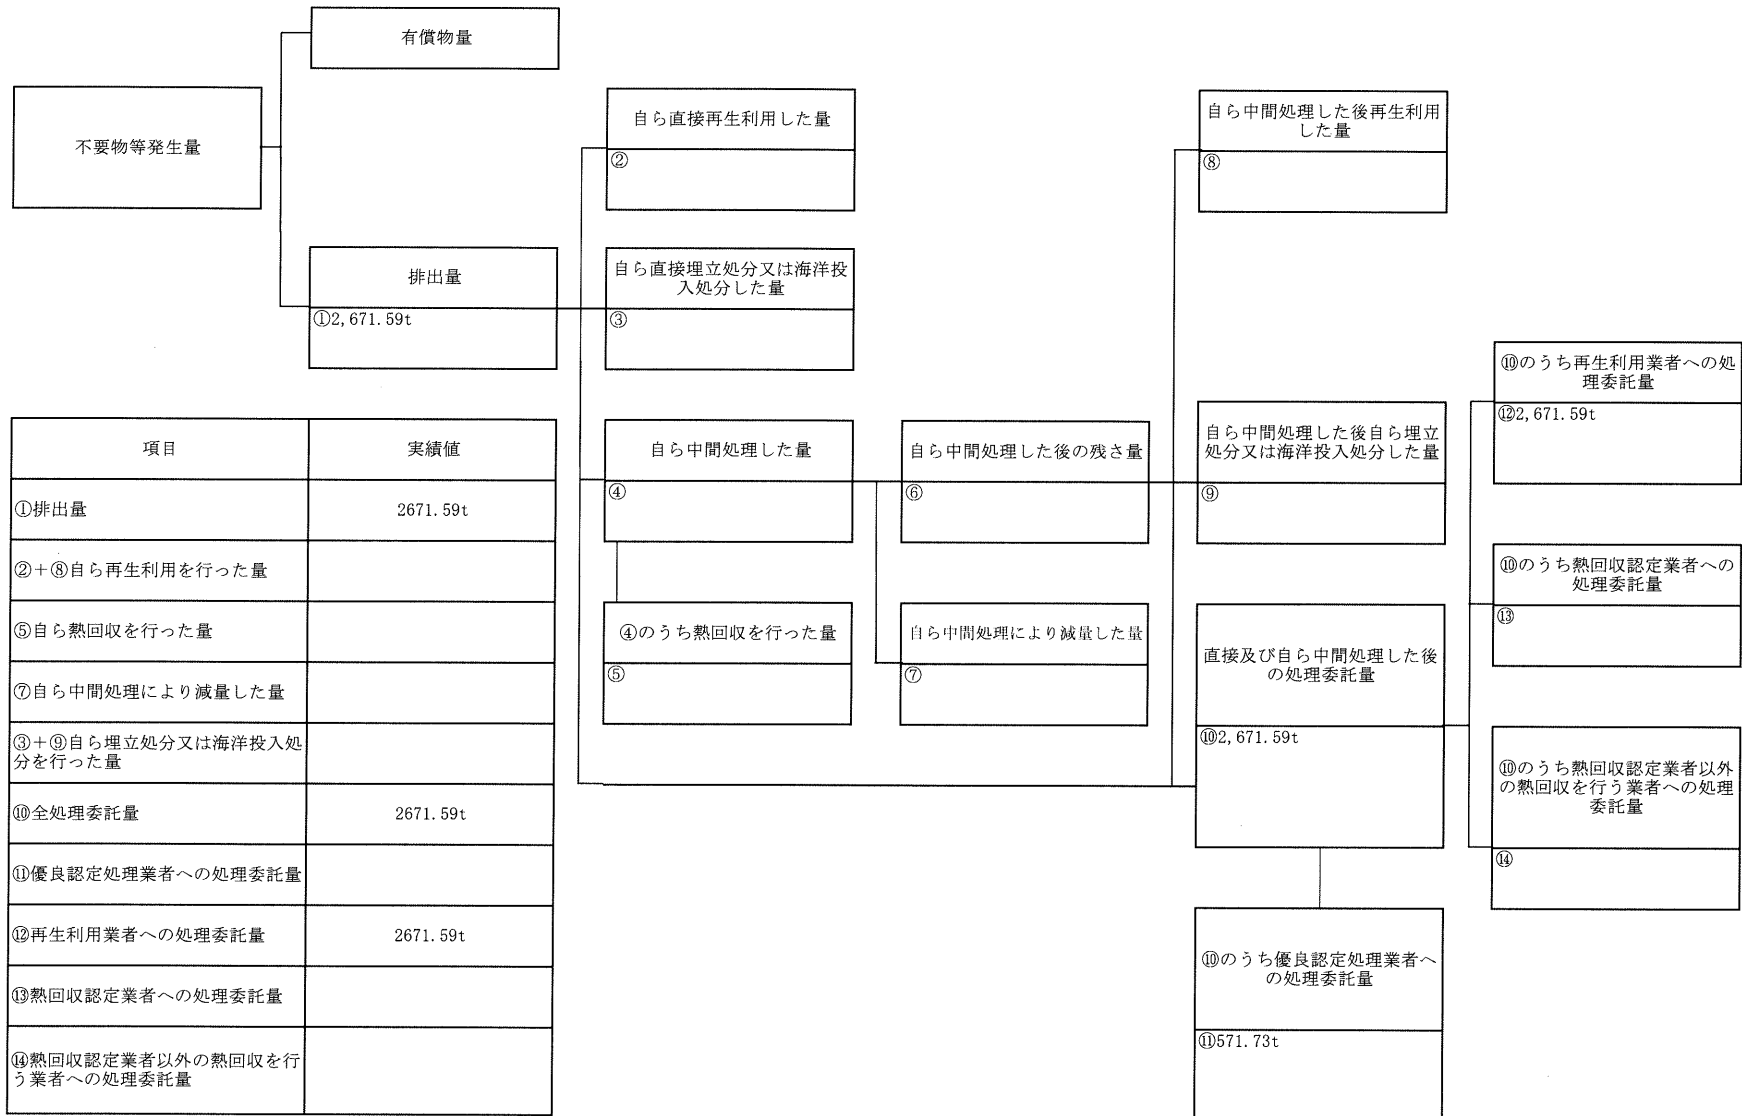 有償物量
不要物等発生量
自ら直接再生利用した量
②
自ら中間処理した後再生利用
した量
⑧
排出量
①2,671.59t
自ら直接埋立処分又は海洋投
入処分した量
③
⑩のうち再生利用業者への処
理委託量
⑫2,671.59t
自ら中間処理した量
④
自ら中間処理した後の残さ量
⑥
自ら中間処理した後自ら埋立
処分又は海洋投入処分した量
⑨
⑩のうち熱回収認定業者への
処理委託量
⑬
④のうち熱回収を行った量
⑤
自ら中間処理により減量した量
⑦
直接及び自ら中間処理した後
の処理委託量
⑩2,671.59t
⑩のうち熱回収認定業者以外
の熱回収を行う業者への処理
委託量
⑭
⑩のうち優良認定処理業者へ
の処理委託量
⑪571.73t
項目 実績値
①排出量 2671.59t
②+⑧自ら再生利用を行った量
⑤自ら熱回収を行った量
⑦自ら中間処理により減量した量
③+⑨自ら埋立処分又は海洋投入処
分を行った量
⑩全処理委託量 2671.59t
⑪優良認定処理業者への処理委託量
⑫再生利用業者への処理委託量 2671.59t
⑬熱回収認定業者への処理委託量
⑭熱回収認定業者以外の熱回収を行
う業者への処理委託量